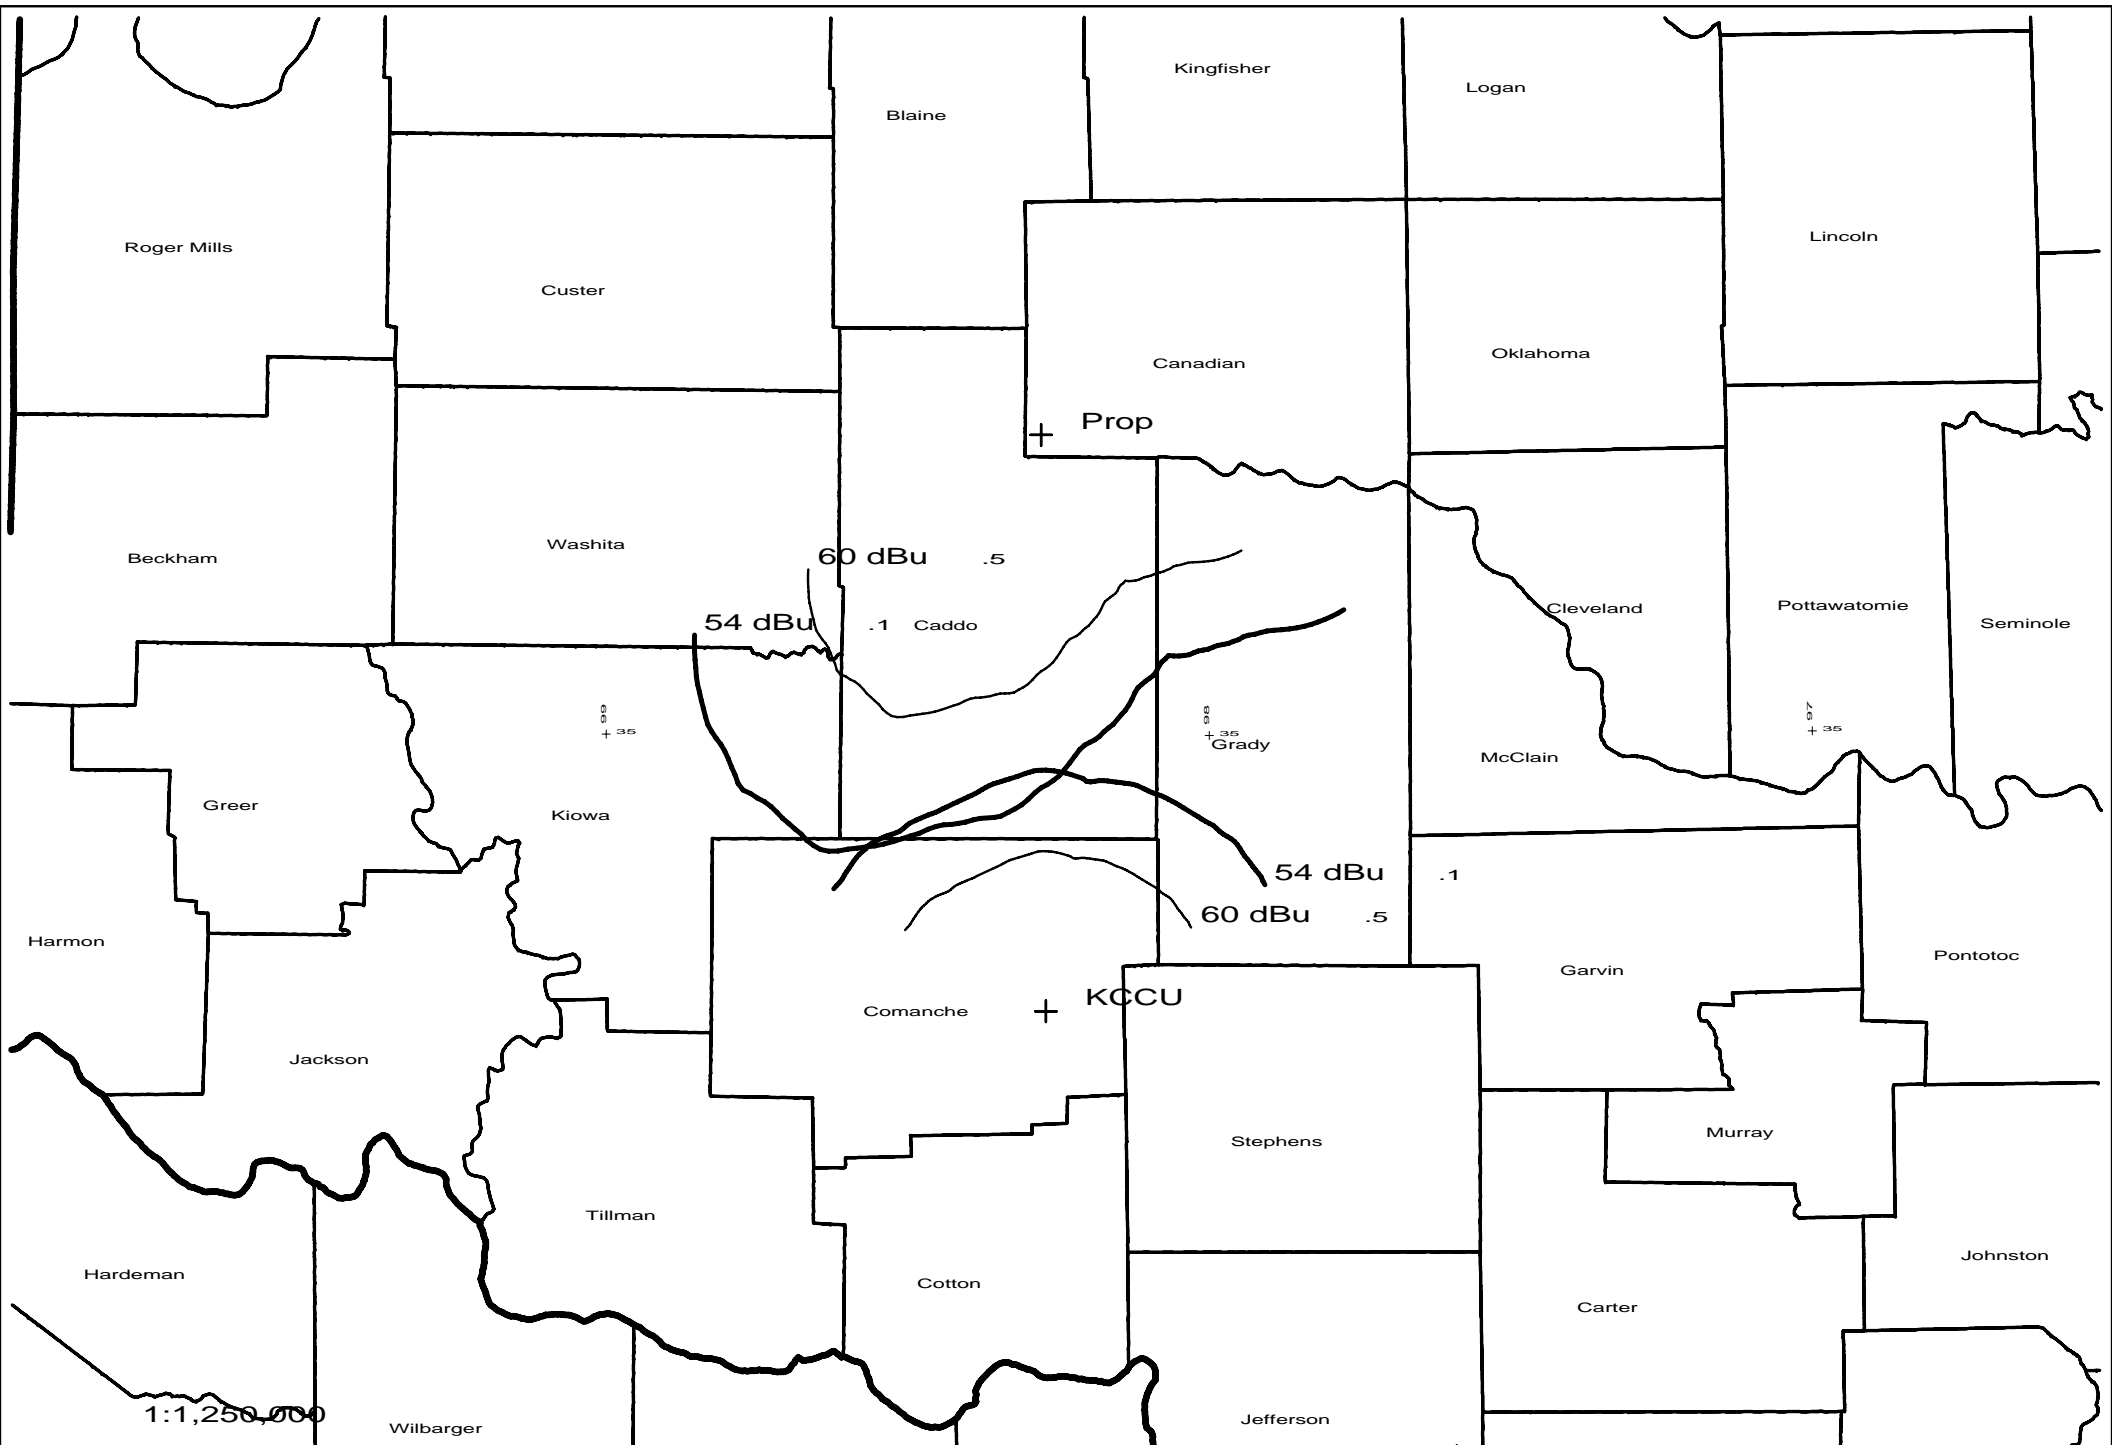 Kingfisher
Logan
Blaine
Lincoln
Roger Mills
Custer
Canadian
Oklahoma
+ Prop
Washita
Beckham
60 dBu .5
54 dBu .1
Caddo
Cleveland
Pottawatomie
Seminole
99
+ 35
98
+ 35
97
+ 35
Grady
McClain
Greer
Kiowa
54 dBu .1
60 dBu .5
Harmon
Garvin
Pontotoc
+ KCCU
Comanche
Jackson
Stephens
Murray
Tillman
Johnston
Hardeman
Cotton
Carter
1:1,250,000
Wilbarger
Jefferson